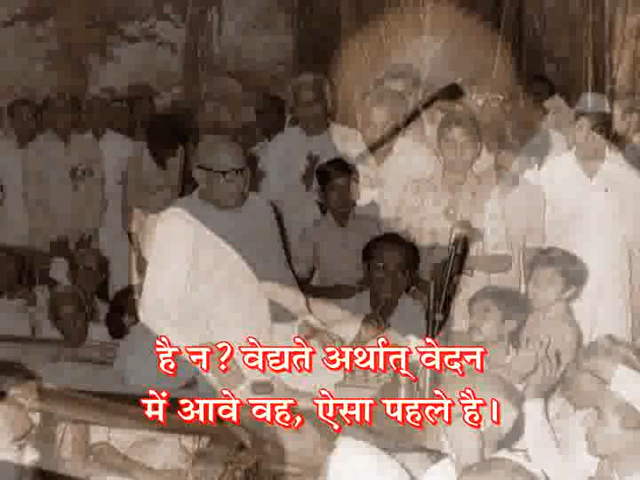 है न? वेद्यते अर्थात् वेदन
में आवे वह, ऐसा पहले है।